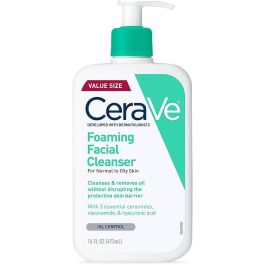 VALUE SIZE
CeraVe
DEVELOPED WITH DERMATOLOGISTS
Foaming
Facial
Cleanser
For Normal to Oily Skin
Cleanses & removes oil
without disrupting the
protective skin barrier
With 3 essential ceramides,
niacinamide, & hyaluronic acid
OIL CONTROL
16 FL OZ (473mL)